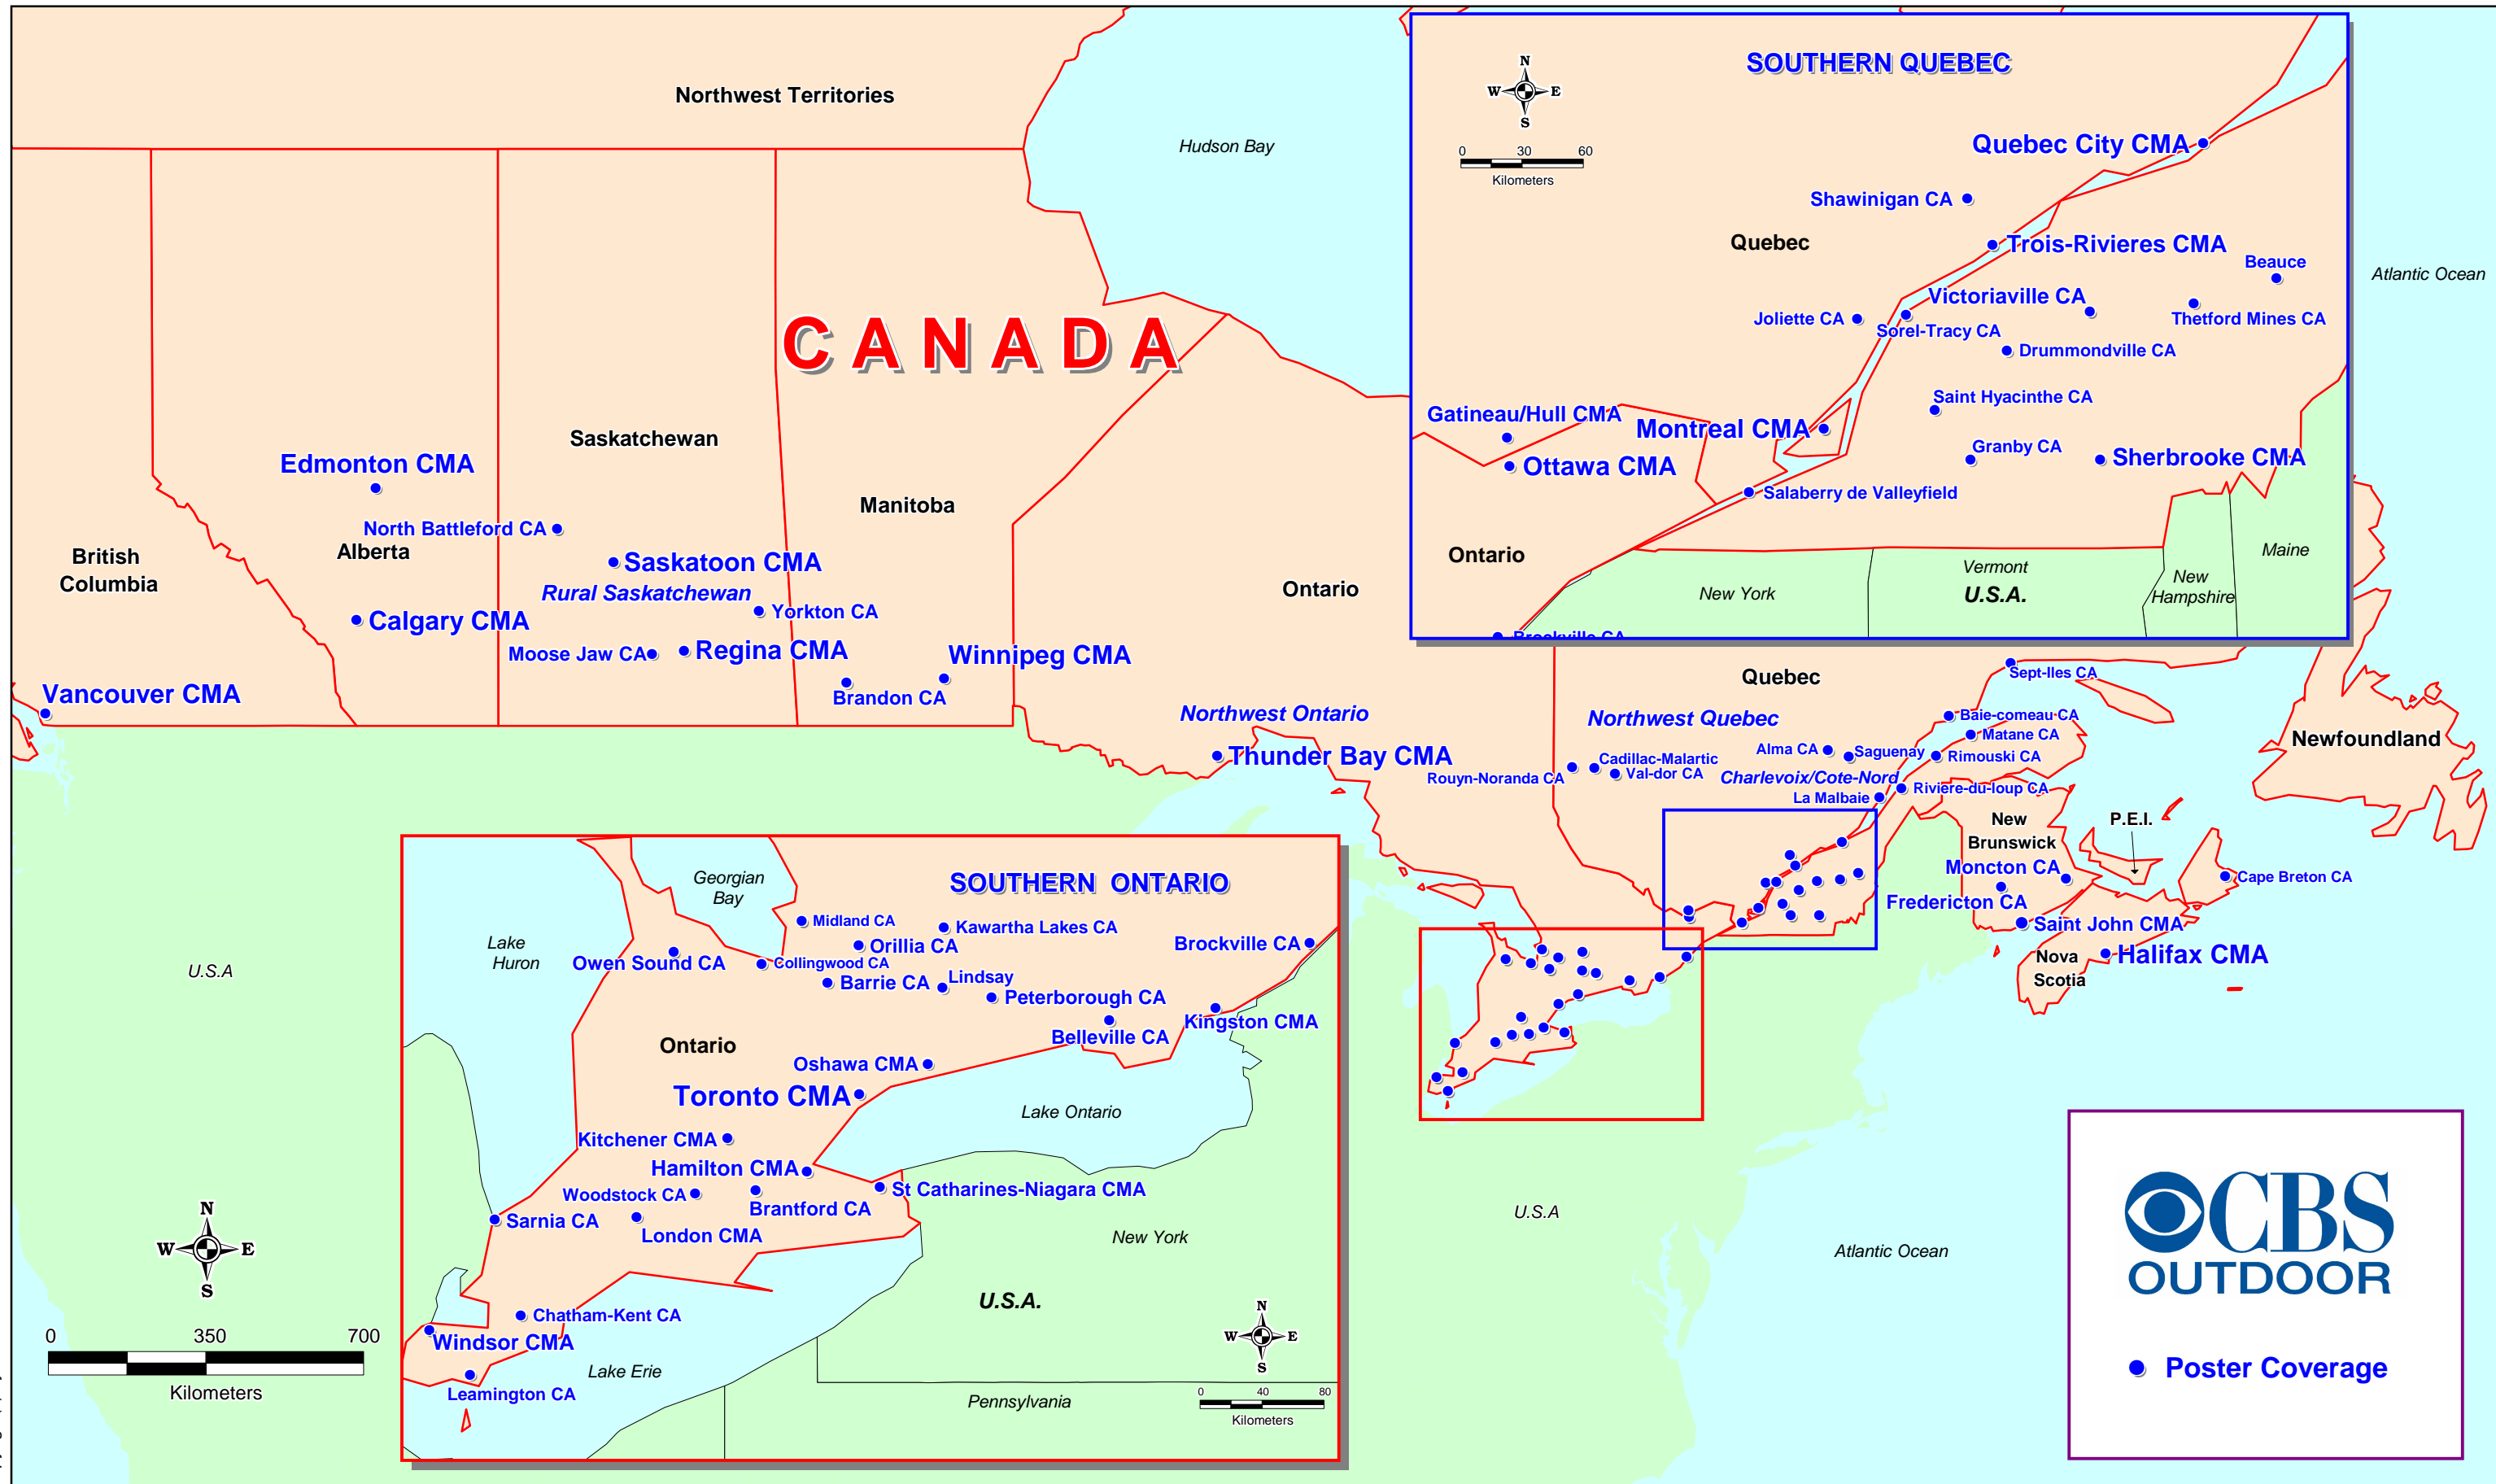 Northwest Territories
Hudson Bay
CANADA
Saskatchewan
Edmonton CMA
Manitoba
North Battleford CA
Alberta
British
Columbia
Saskatoon CMA
Rural Saskatchewan
Yorkton CA
Calgary CMA
Moose Jaw CA
Regina CMA
Winnipeg CMA
Brandon CA
Vancouver CMA
Ontario
Northwest Ontario
Thunder Bay CMA
SOUTHERN QUEBEC
N
W
E
S
0 30 60
Kilometers
Quebec City CMA
Shawinigan CA
Quebec
Trois-Rivieres CMA
Beauce
Victoriaville CA
Thetford Mines CA
Joliette CA
Sorel-Tracy CA
Drummondville CA
Saint Hyacinthe CA
Gatineau/Hull CMA
Montreal CMA
Granby CA
Sherbrooke CMA
Ottawa CMA
Salaberry de Valleyfield
Ontario
Maine
Vermont
New York
U.S.A.
New
Hampshire
Brockville CA
Atlantic Ocean
Quebec
Sept-Iles CA
Northwest Quebec
Baie-comeau CA
Matane CA
Alma CA
Saguenay
Rimouski CA
Cadillac-Malartic
Val-dor CA
Rouyn-Noranda CA
Charlevoix/Cote-Nord
Riviere-du-loup CA
La Malbaie
Newfoundland
New
Brunswick
P.E.I.
Moncton CA
Cape Breton CA
Fredericton CA
Saint John CMA
Nova
Scotia
Halifax CMA
SOUTHERN ONTARIO
Georgian
Bay
Midland CA
Kawartha Lakes CA
Lake
Huron
Orillia CA
Brockville CA
Owen Sound CA
Collingwood CA
Barrie CA
Lindsay
Peterborough CA
Kingston CMA
Belleville CA
Ontario
Oshawa CMA
Toronto CMA
Lake Ontario
Kitchener CMA
Hamilton CMA
Woodstock CA
Brantford CA
St Catharines-Niagara CMA
Sarnia CA
London CMA
New York
U.S.A.
Chatham-Kent CA
Windsor CMA
Lake Erie
Leamington CA
Pennsylvania
N
W
E
S
0 40 80
Kilometers
U.S.A
N
W
E
S
0 350 700
Kilometers
U.S.A
Atlantic Ocean
CBS
OUTDOOR
Poster Coverage